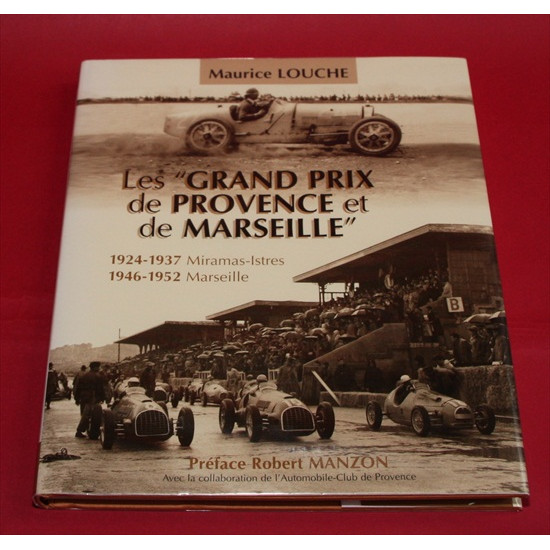 Maurice LOUCHE
Les "GRAND PRIX
de PROVENCE et
de MARSEILLE"
1924-1937 Miramas-Istres
1946-1952 Marseille
B
Préface Robert MANZON
Avec la collaboration de l'Automobile-Club de Provence